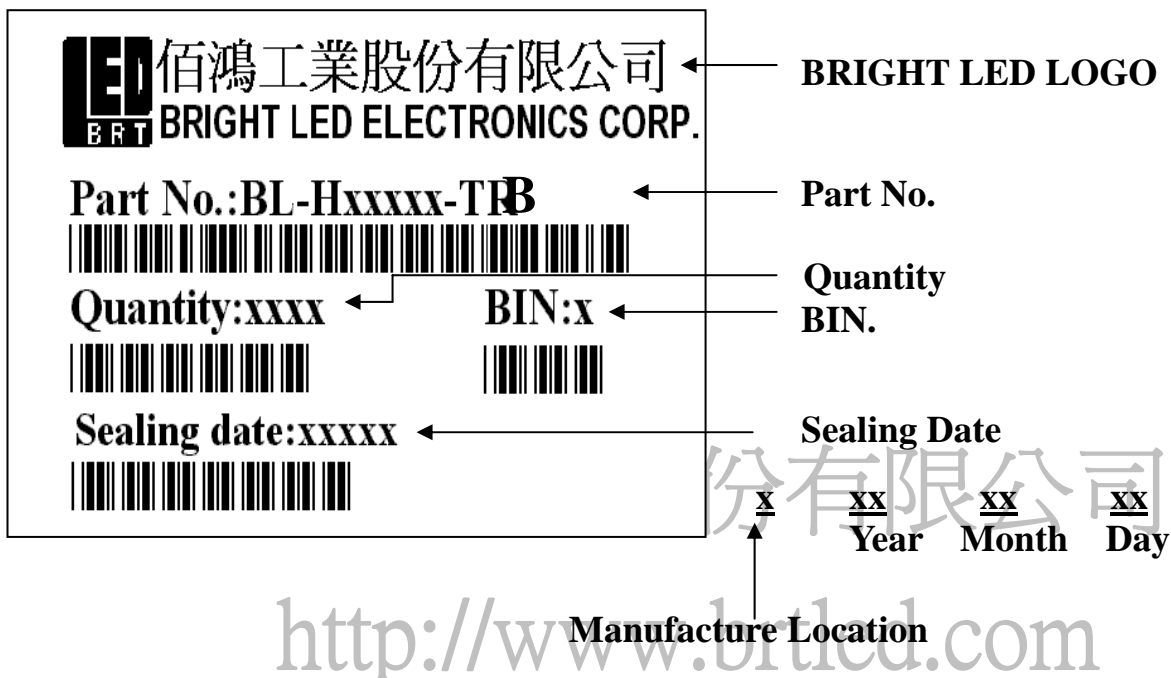 LED 佰鴻工業股份有限公司 BRIGHT LED LOGO
BRT BRIGHT LED ELECTRONICS CORP.
Part No.:BL-Hxxxxx-TRB Part No.
Quantity
Quantity:xxxx BIN:x BIN.
Sealing date:xxxxx Sealing Date
份有限公司
x xx xx xx
Year Month Day
Manufacture Location
http://www.brtled.com